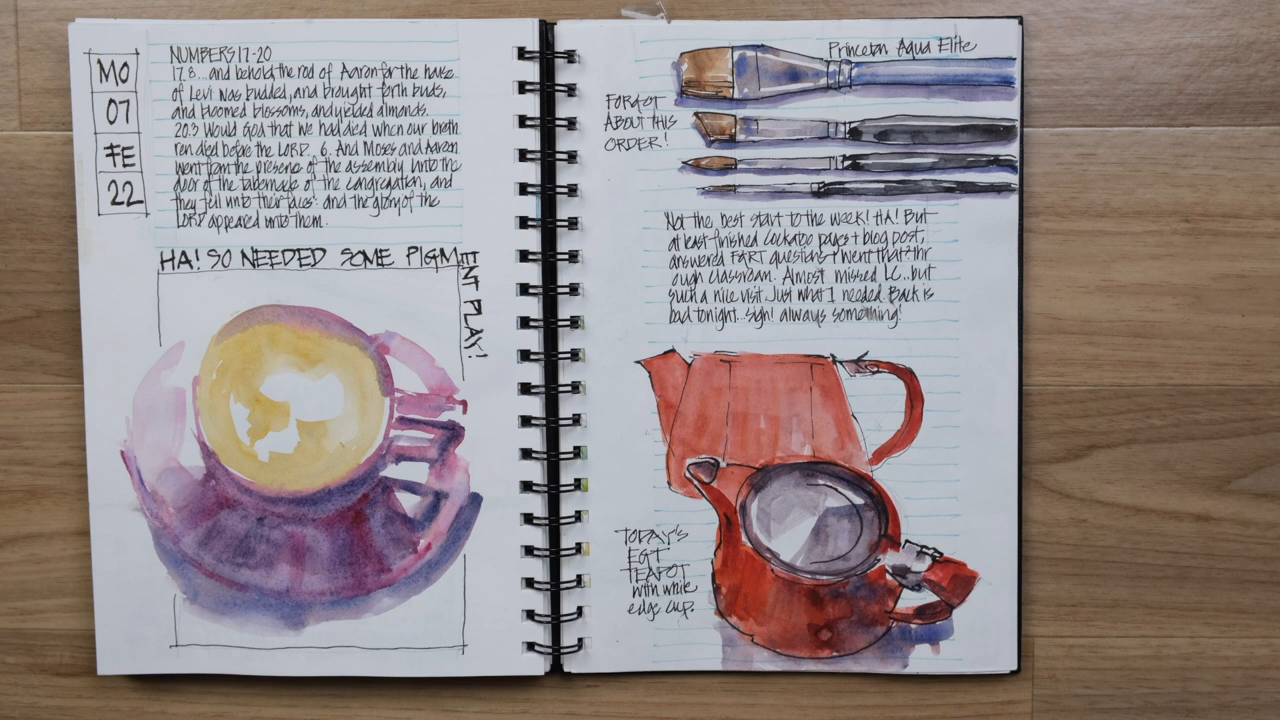 MO
07
FE
22
NUMBERS 17-20
17.8...and behold, the rod of Aaron for the house
of Levi was budded, and brought forth buds,
and bloomed blossoms, and yielded almonds.
20.3 Would God that we had died when our breth
ren died before the LORD. 6. And Moses and Aaron
went from the presence of the assembly unto the
door of the tabernacle of the congregation, and
they fell unto their faces: and the glory of the
LORD appeared unto them.
HA! SO NEEDED SOME PIGMENT PLAY!
Princeton Aqua Elite
FORGOT
ABOUT THIS
ORDER!
Not the best start to the week! HA! But
at least finished Cockatoo pages + blog post,
answered FART questions + went that thr
ough classroom. Almost missed LC...but
such a nice visit. Just what I needed. Back is
bad tonight...sigh! always something!
TODAY'S
EGT
TEAPOT
with white
edge cup.